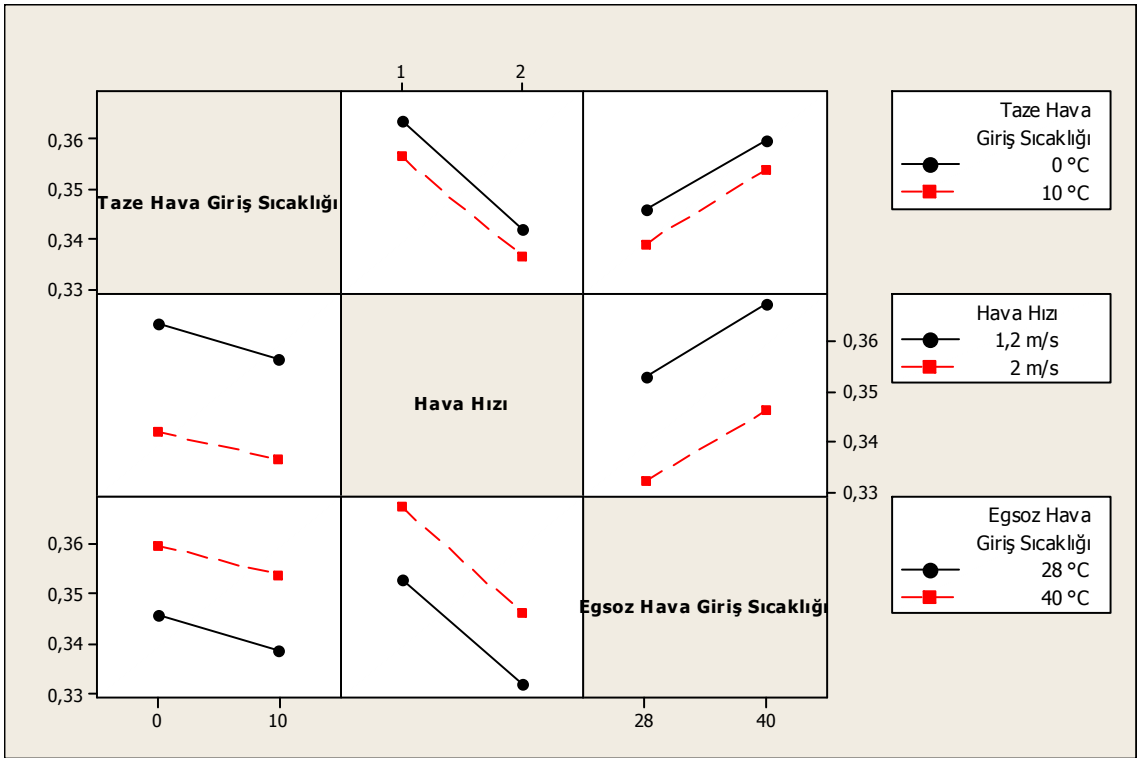 1 2
0,36
0,35
0,34
0,33
Taze Hava Giriş Sıcaklığı
Taze Hava
Giriş Sıcaklığı
0 °C
10 °C
Hava Hızı
0,36
0,35
0,34
0,33
Hava Hızı
1,2 m/s
2 m/s
0,36
0,35
0,34
0,33
Egsoz Hava Giriş Sıcaklığı
Egsoz Hava
Giriş Sıcaklığı
28 °C
40 °C
0 10 28 40